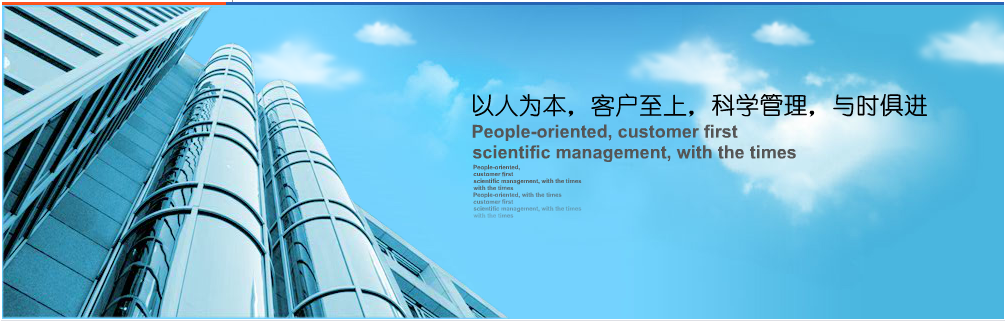 以人为本，客户至上，科学管理，与时俱进
People-oriented, customer first
scientific management, with the times
People-oriented,
customer first
scientific management, with the times
with the times
People-oriented, with the times
customer first
scientific management, with the times
with the times